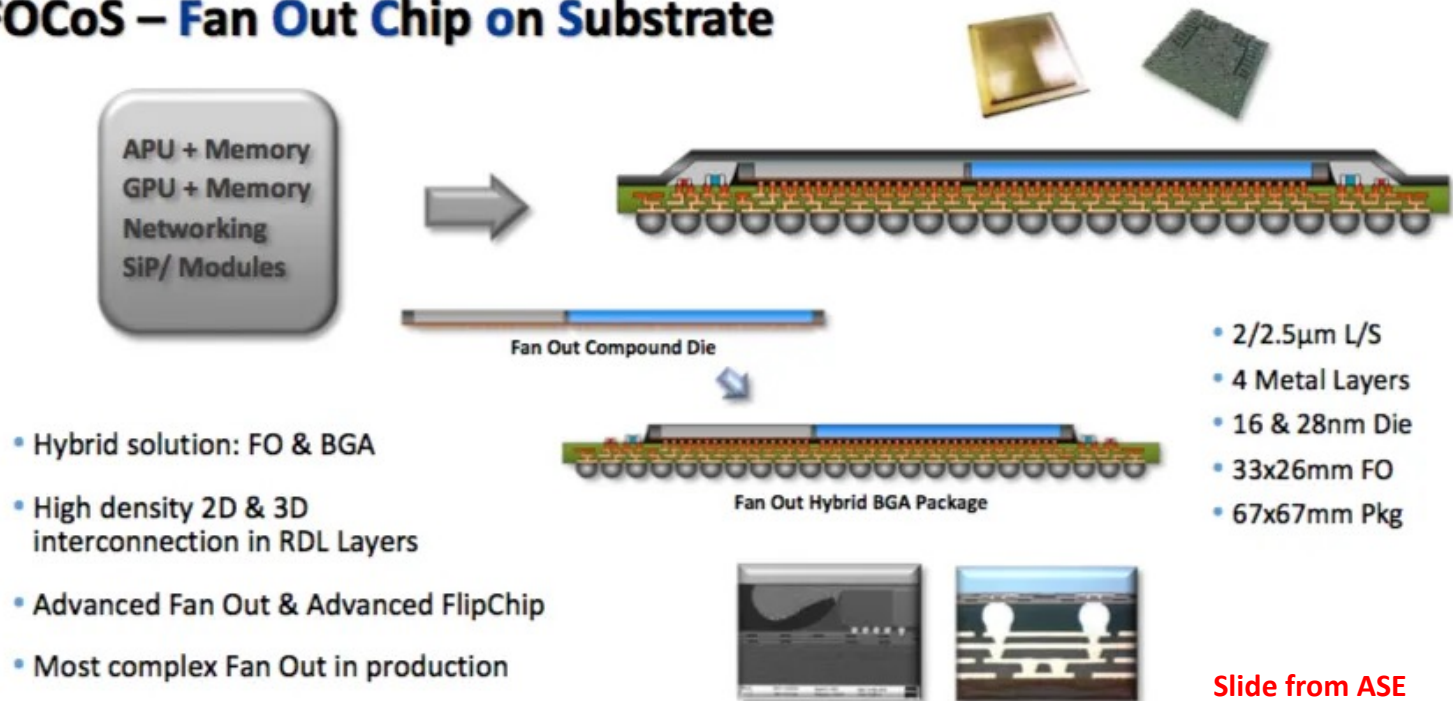 FOCoS – Fan Out Chip on Substrate
APU + Memory
GPU + Memory
Networking
SiP/ Modules
Fan Out Compound Die
• Hybrid solution: FO & BGA
• High density 2D & 3D
interconnection in RDL Layers
• Advanced Fan Out & Advanced FlipChip
• Most complex Fan Out in production
Fan Out Hybrid BGA Package
• 2/2.5μm L/S
• 4 Metal Layers
• 16 & 28nm Die
• 33x26mm FO
• 67x67mm Pkg
Slide from ASE